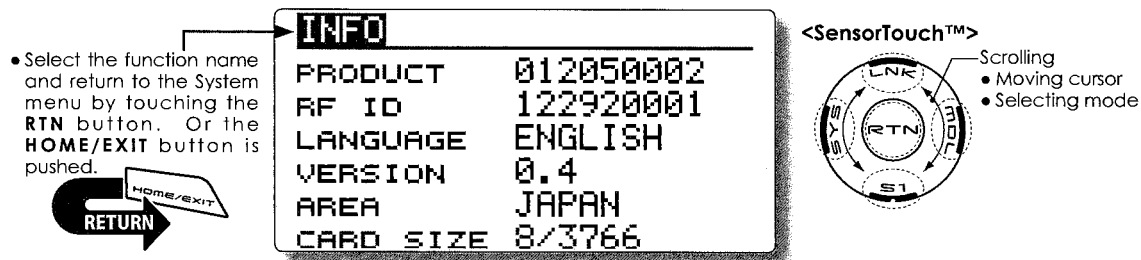 • Select the function name
and return to the System
menu by touching the
RTN button. Or the
HOME/EXIT button is
pushed.
HOME/EXIT
RETURN
INFO
PRODUCT 012050002
RF ID 122920001
LANGUAGE ENGLISH
VERSION 0.4
AREA JAPAN
CARD SIZE 8/3766
<SensorTouch™>
Scrolling
• Moving cursor
• Selecting mode
LNK
SYS
RTN
MDL
S1